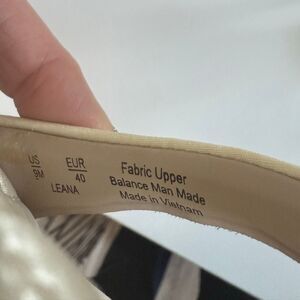 US EUR
9M 40
LEANA
Fabric Upper
Balance Man Made
Made in Vietnam